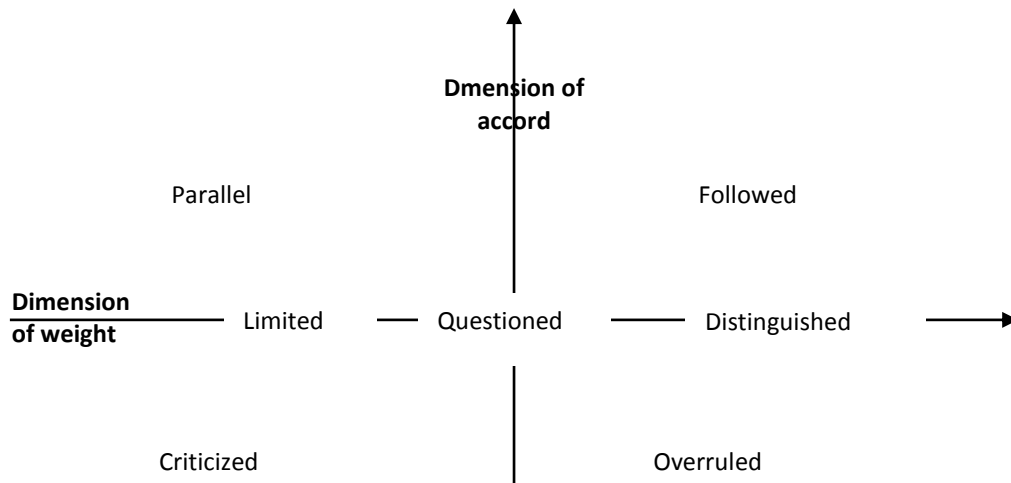 Dmension of
accord
Parallel
Followed
Dimension
of weight
Limited
Questioned
Distinguished
Criticized
Overruled